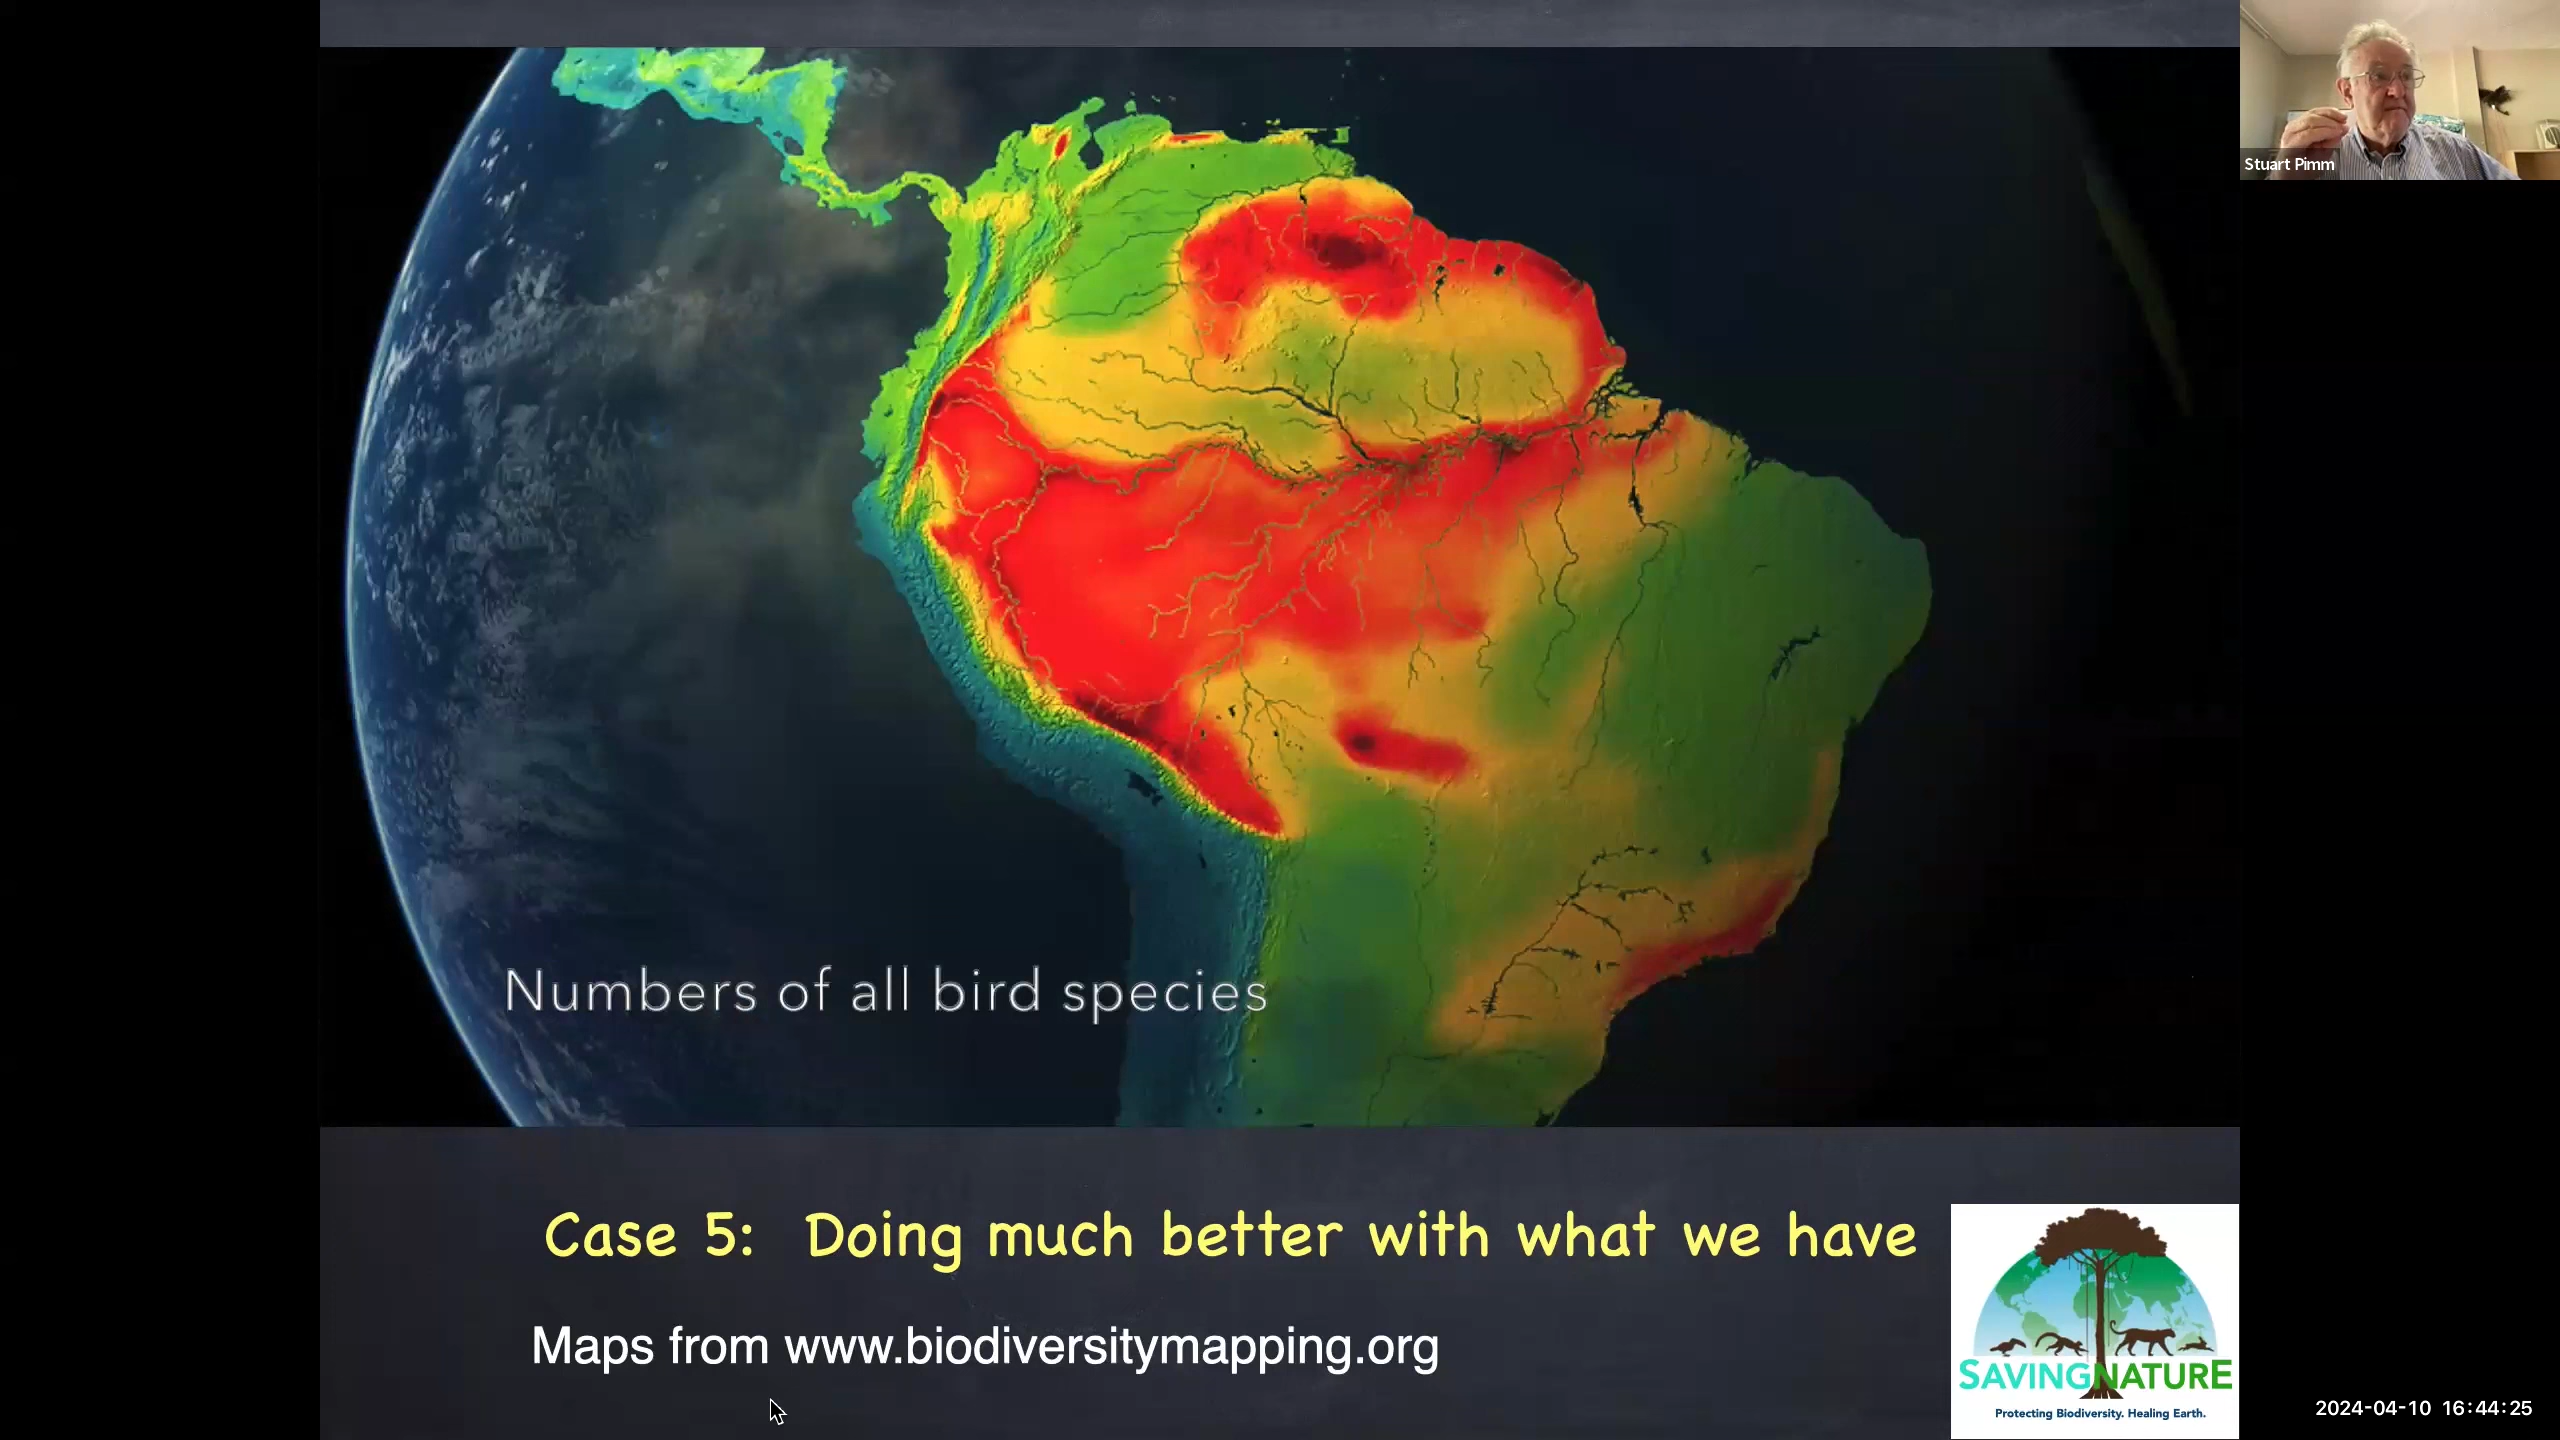 Stuart Pimm
Numbers of all bird species
Case 5: Doing much better with what we have
Maps from www.biodiversitymapping.org
SAVINGNATURE
Protecting Biodiversity. Healing Earth.
2024-04-10 16:44:25